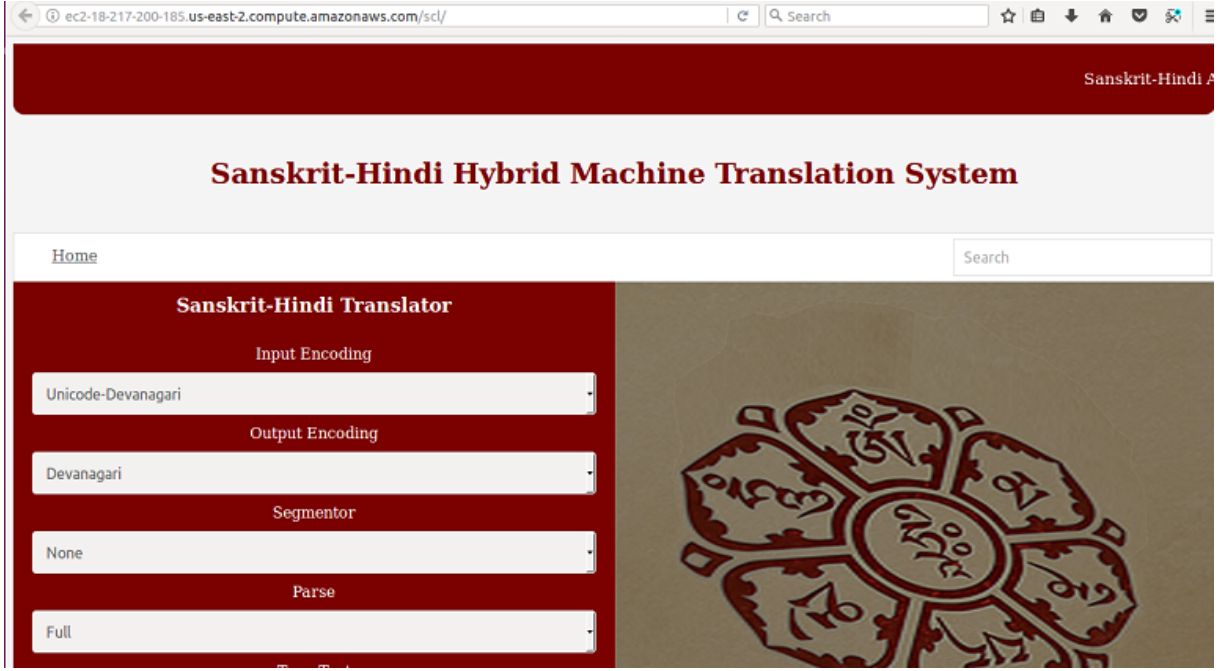 ec2-18-217-200-185.us-east-2.compute.amazonaws.com/scl/
Search
Sanskrit-Hindi
Sanskrit-Hindi Hybrid Machine Translation System
Home
Search
Sanskrit-Hindi Translator
Input Encoding
Unicode-Devanagari
Output Encoding
Devanagari
Segmentor
None
Parse
Full